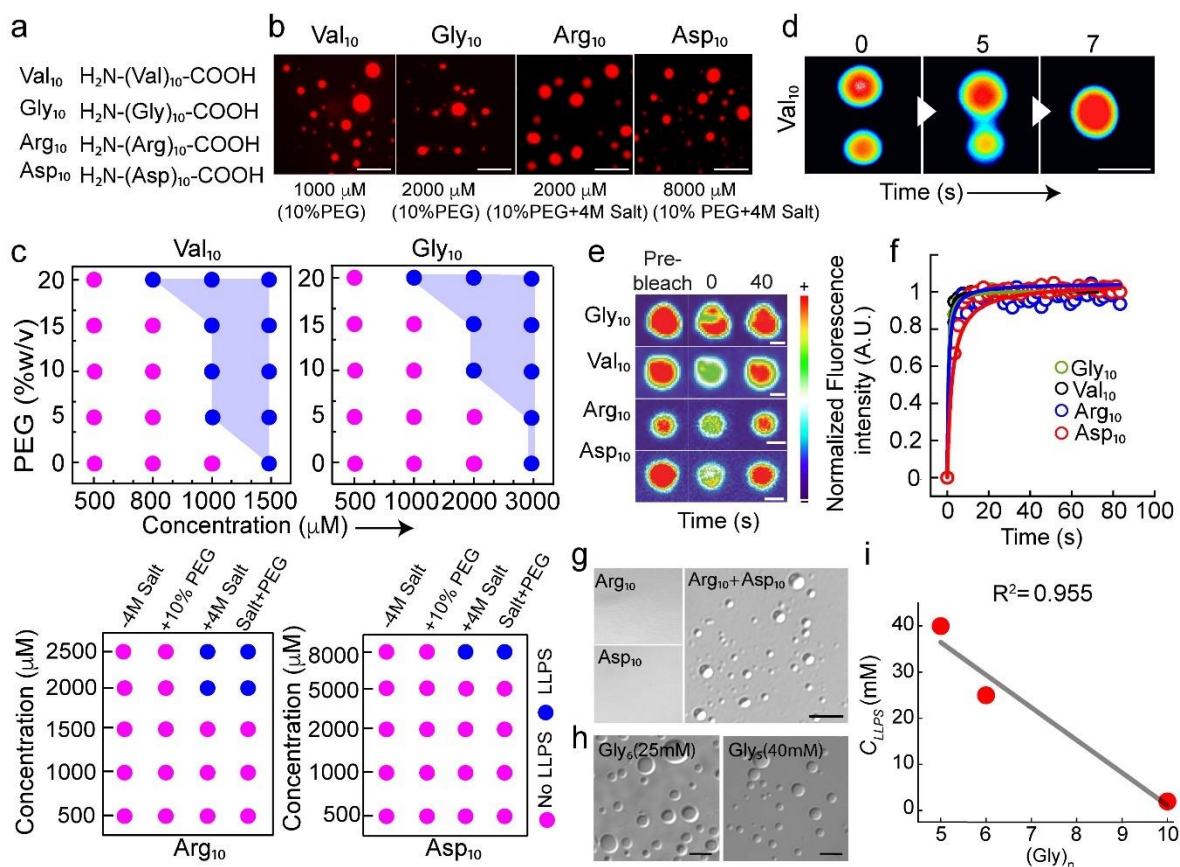 a
Val₁₀ H₂N-(Val)₁₀-COOH
Gly₁₀ H₂N-(Gly)₁₀-COOH
Arg₁₀ H₂N-(Arg)₁₀-COOH
Asp₁₀ H₂N-(Asp)₁₀-COOH
b
Val₁₀ Gly₁₀ Arg₁₀ Asp₁₀
1000 μM 2000 μM 2000 μM 8000 μM
(10%PEG) (10%PEG) (10%PEG+4M Salt) (10% PEG+4M Salt)
d
0 5 7
Val₁₀
Time (s)
c
Val₁₀ Gly₁₀
PEG (%w/v)
20 20
15 15
10 10
5 5
0 0
500 800 1000 1500 500 1000 2000 3000
Concentration (μM)
-4M Salt +10% PEG +4M Salt Salt+PEG
Concentration (μM)
2500
2000
1500
1000
500
Arg₁₀
-4M Salt +10% PEG +4M Salt Salt+PEG
Concentration (μM)
8000
5000
2000
1000
500
Asp₁₀
No LLPS LLPS
e
Pre-
bleach 0 40
Gly₁₀
Val₁₀
Arg₁₀
Asp₁₀
+
–
Time (s)
f
Normalized Fluorescence
intensity (A.U.)
1
0.8
0.6
0.4
0.2
0
Gly₁₀
Val₁₀
Arg₁₀
Asp₁₀
0 20 40 60 80 100
Time (s)
g
Arg₁₀ Arg₁₀+Asp₁₀
Asp₁₀
h
Gly₆(25mM) Gly₅(40mM)
i
R²= 0.955
C_LLPS (mM)
40
30
20
10
0
5 6 7 8 9 10
(Gly)ₙ